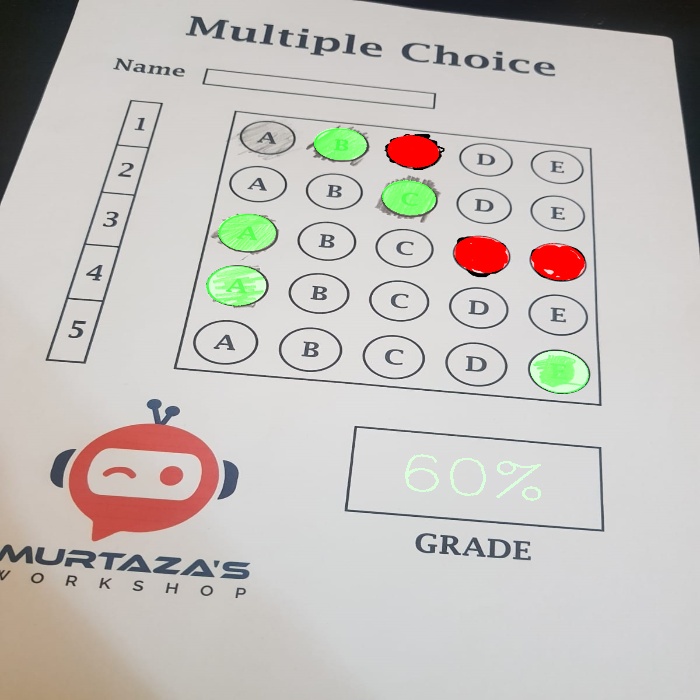 Multiple Choice
Name
1 A B D E
2 A B C D E
3 A B C
4 A B C D E
5 A B C D E
60%
GRADE
MURTAZA'S
WORKSHOP